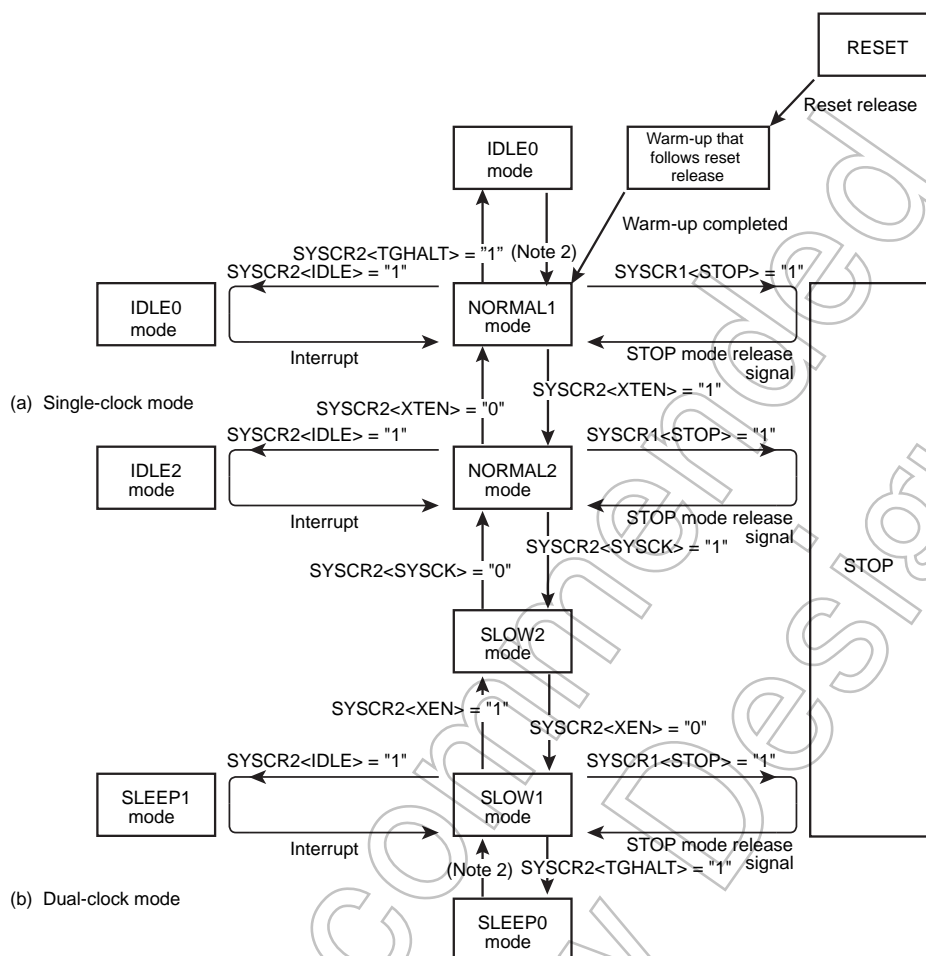 RESET
Reset release
IDLE0
mode
Warm-up that
follows reset
release
Warm-up completed
SYSCR2<TGHALT> = "1"
(Note 2)
SYSCR2<IDLE> = "1"
SYSCR1<STOP> = "1"
IDLE0
mode
NORMAL1
mode
Interrupt
STOP mode release
signal
SYSCR2<XTEN> = "1"
(a) Single-clock mode
SYSCR2<XTEN> = "0"
SYSCR2<IDLE> = "1"
SYSCR1<STOP> = "1"
IDLE2
mode
NORMAL2
mode
Interrupt
STOP mode release
signal
SYSCR2<SYSCK> = "1"
STOP
SYSCR2<SYSCK> = "0"
SLOW2
mode
SYSCR2<XEN> = "1"
SYSCR2<XEN> = "0"
SYSCR2<IDLE> = "1"
SYSCR1<STOP> = "1"
SLEEP1
mode
SLOW1
mode
Interrupt
STOP mode release
signal
(Note 2)
SYSCR2<TGHALT> = "1"
(b) Dual-clock mode
SLEEP0
mode
commended
Desig